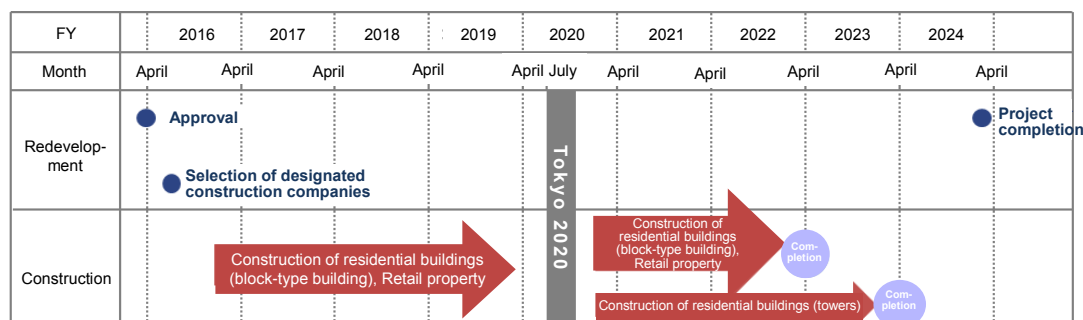 FY 2016 2017 2018 2019 2020 2021 2022 2023 2024
Month April April April April April July April April April April April
Redevelop-
ment
Approval
Selection of designated
construction companies
Tokyo 2020
Project
completion
Construction
Construction of residential buildings
(block-type building), Retail property
Construction of
residential buildings
(block-type building),
Retail property
Com-
pletion
Construction of residential buildings (towers)
Com-
pletion